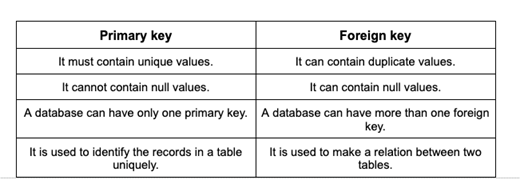 Primary key Foreign key
It must contain unique values. It can contain duplicate values.
It cannot contain null values. It can contain null values.
A database can have only one primary key. A database can have more than one foreign
key.
It is used to identify the records in a table It is used to make a relation between two
uniquely. tables.